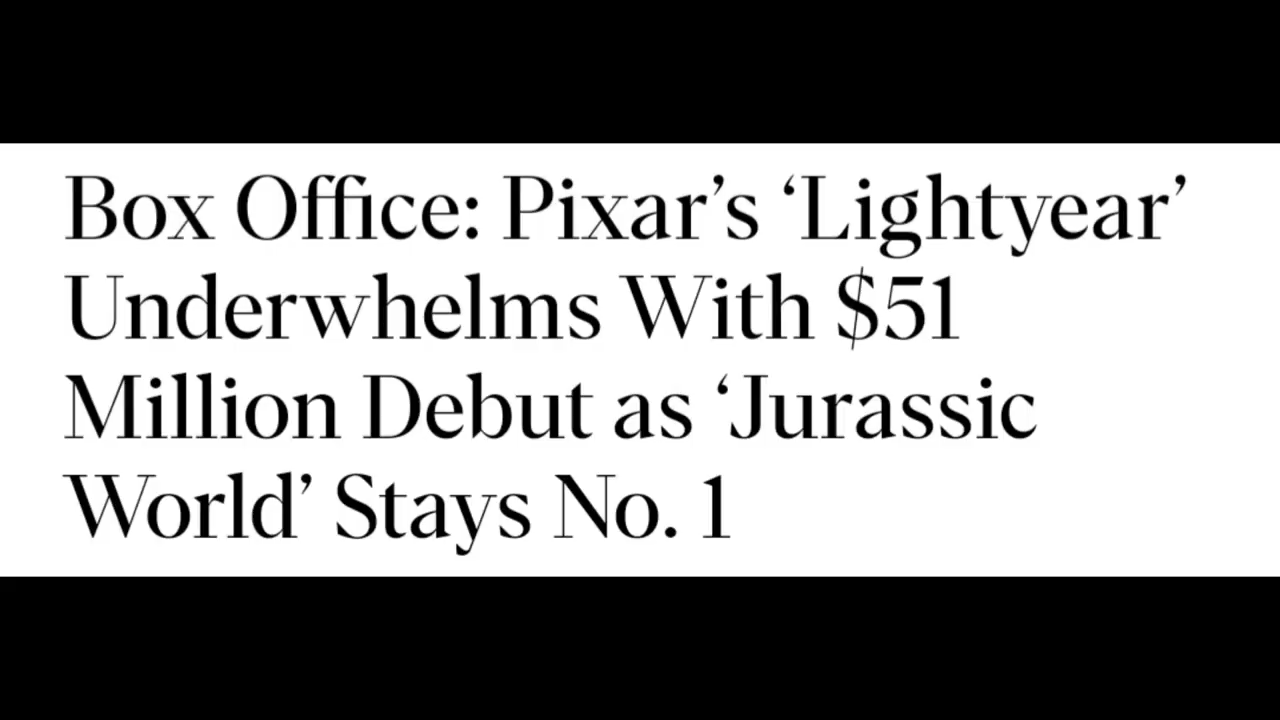 Box Office: Pixar’s ‘Lightyear’
Underwhelms With $51
Million Debut as ‘Jurassic
World’ Stays No. 1